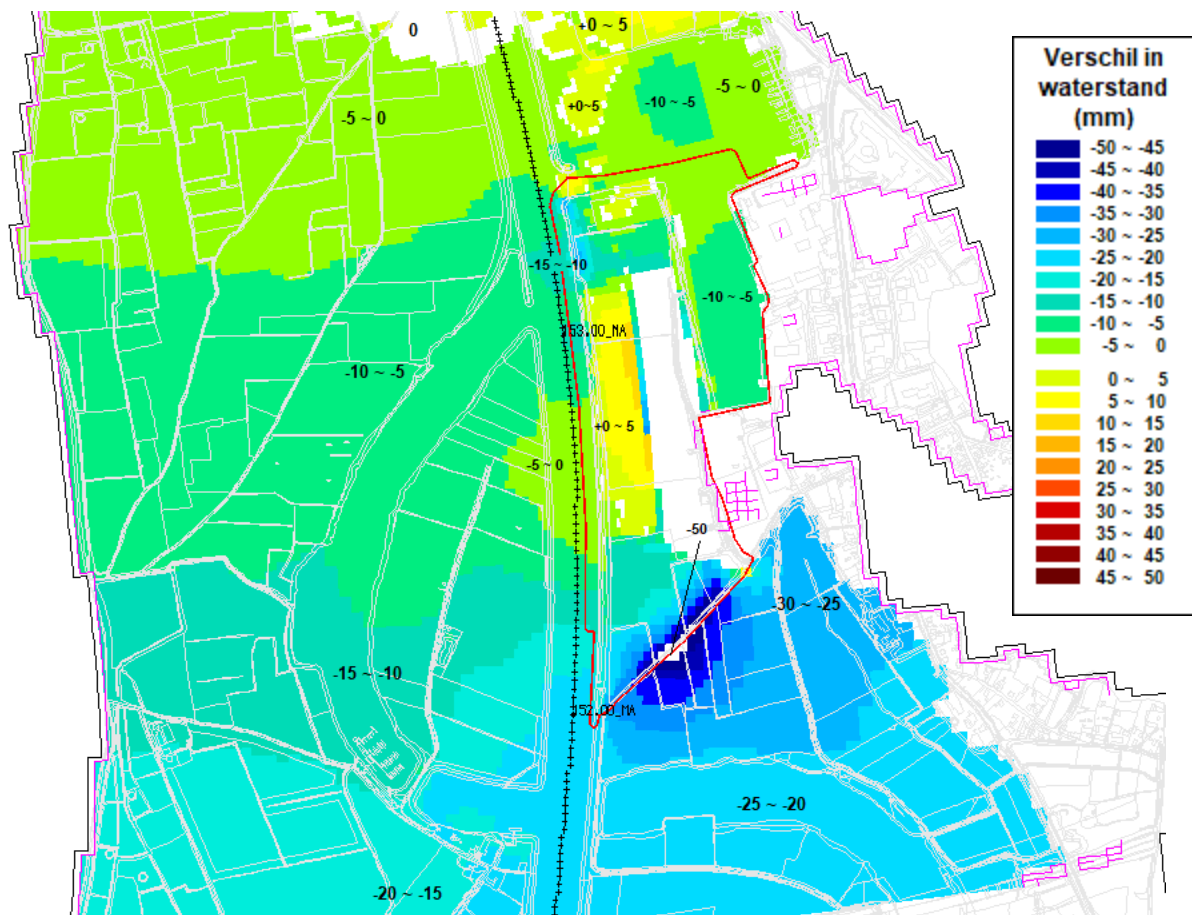 0
+0 ~ 5
-5 ~ 0
+0~5
-10 ~ -5
-5 ~ 0
-15 ~ -10
-10 ~ -5
153.00_MA
-10 ~ -5
+0 ~ 5
-5 ~ 0
-50
-30 ~ -25
-15 ~ -10
152.00_MA
-25 ~ -20
-20 ~ -15
Verschil in
waterstand
(mm)
-50 ~ -45
-45 ~ -40
-40 ~ -35
-35 ~ -30
-30 ~ -25
-25 ~ -20
-20 ~ -15
-15 ~ -10
-10 ~ -5
-5 ~ 0
0 ~ 5
5 ~ 10
10 ~ 15
15 ~ 20
20 ~ 25
25 ~ 30
30 ~ 35
35 ~ 40
40 ~ 45
45 ~ 50